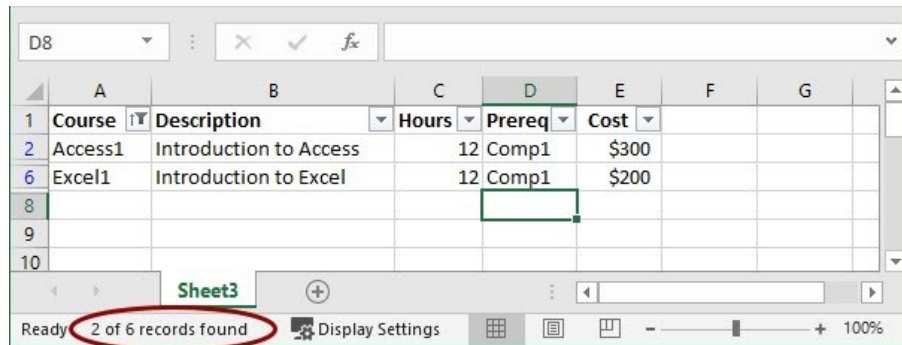 D8 fx
A B C D E F G
1 Course Description Hours Prereq Cost
2 Access1 Introduction to Access 12 Comp1 $300
6 Excel1 Introduction to Excel 12 Comp1 $200
8
9
10
Sheet3
Ready 2 of 6 records found Display Settings 100%